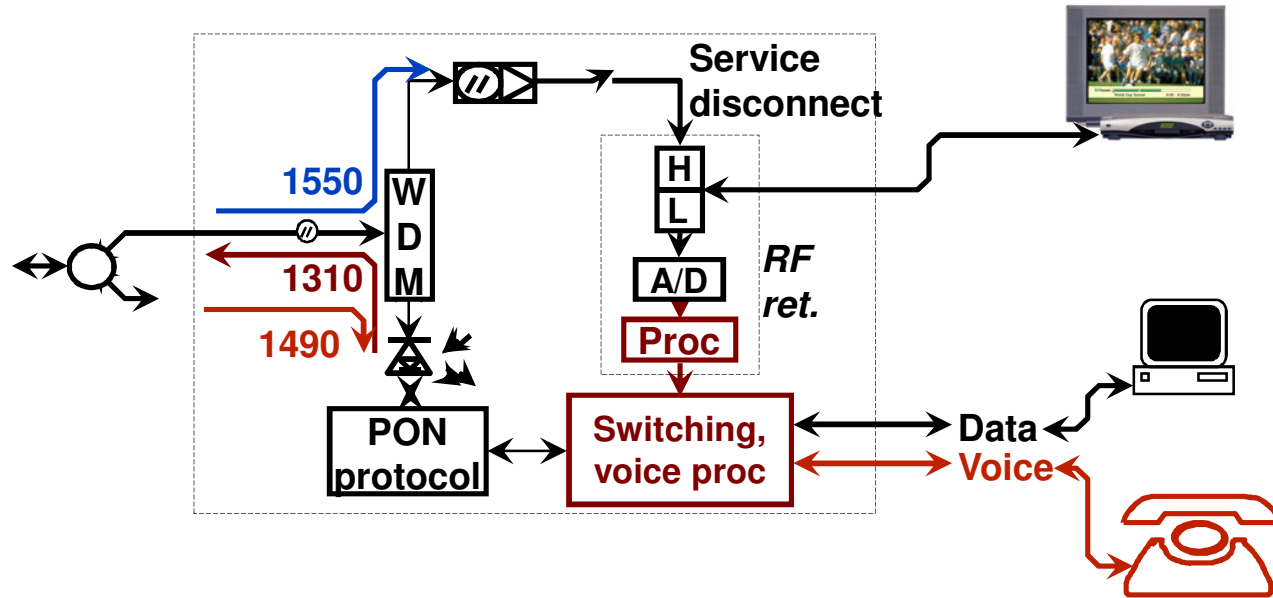 Service
disconnect
1550
W
D
M
H
L
1310
1490
RF
ret.
A/D
Proc
PON
protocol
Switching,
voice proc
Data
Voice